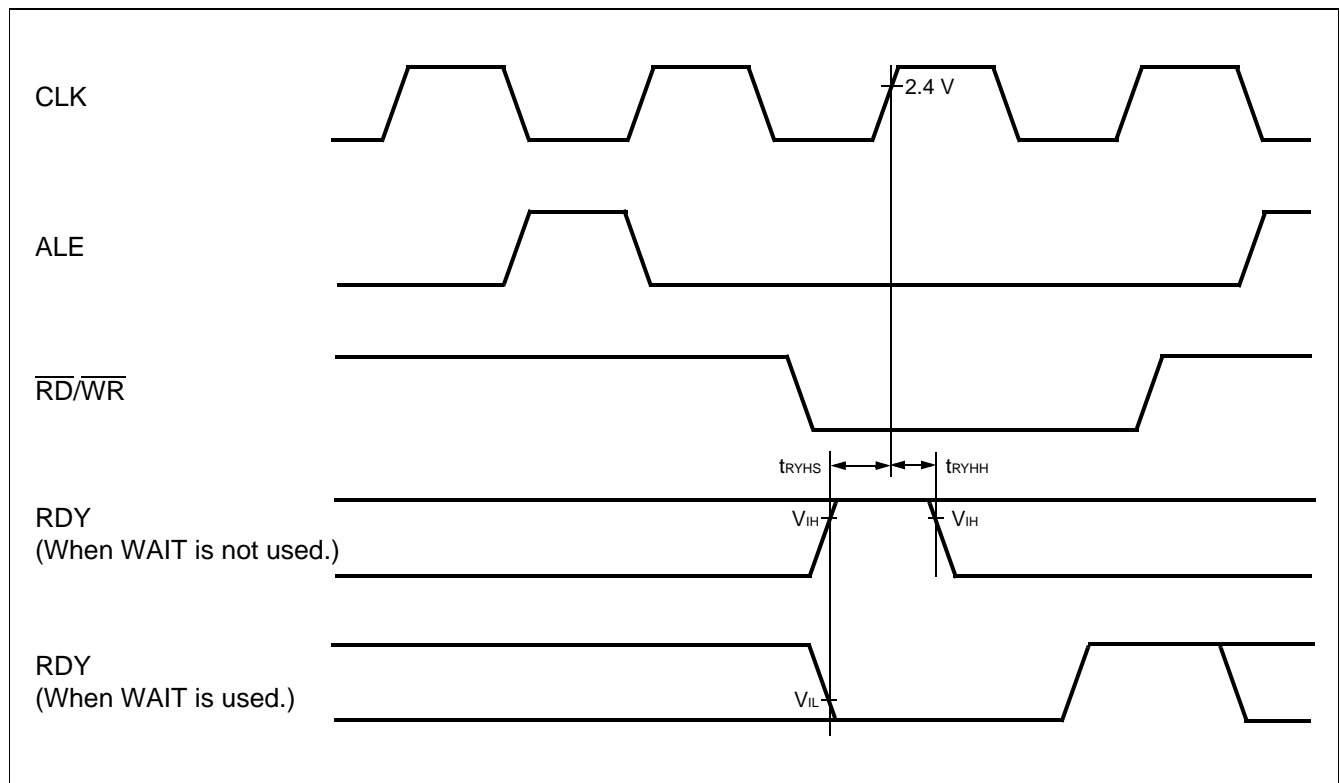 CLK
2.4 V
ALE
RD/WR
tRYHS
tRYHH
RDY
(When WAIT is not used.)
VIH
VIH
RDY
(When WAIT is used.)
VIL